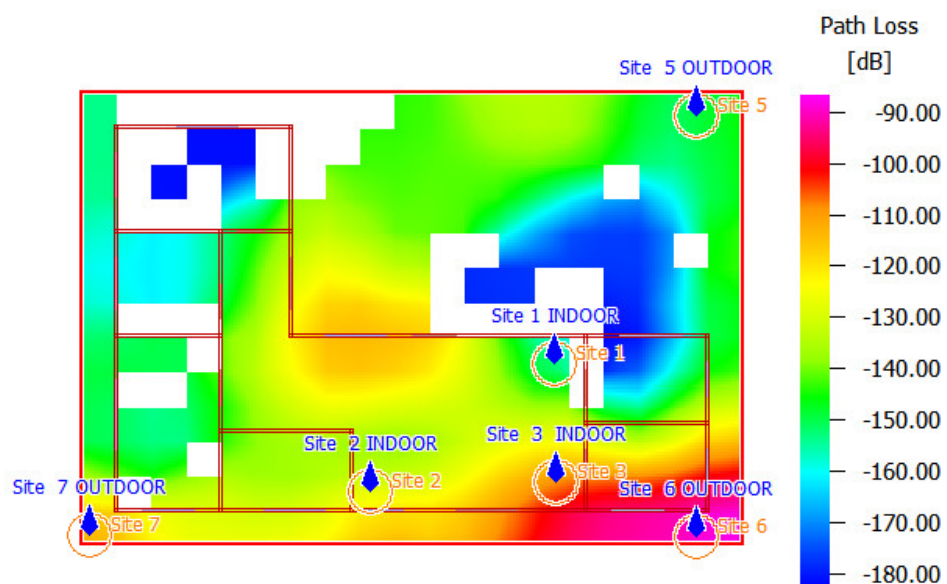 Path Loss
[dB]
Site  5 OUTDOOR
Site 5
-90.00
-100.00
-110.00
-120.00
-130.00
-140.00
-150.00
-160.00
-170.00
-180.00
Site 1 INDOOR
Site 1
Site  2 INDOOR
Site 2
Site  3  INDOOR
Site 3
Site  7 OUTDOOR
Site 7
Site  6 OUTDOOR
Site 6